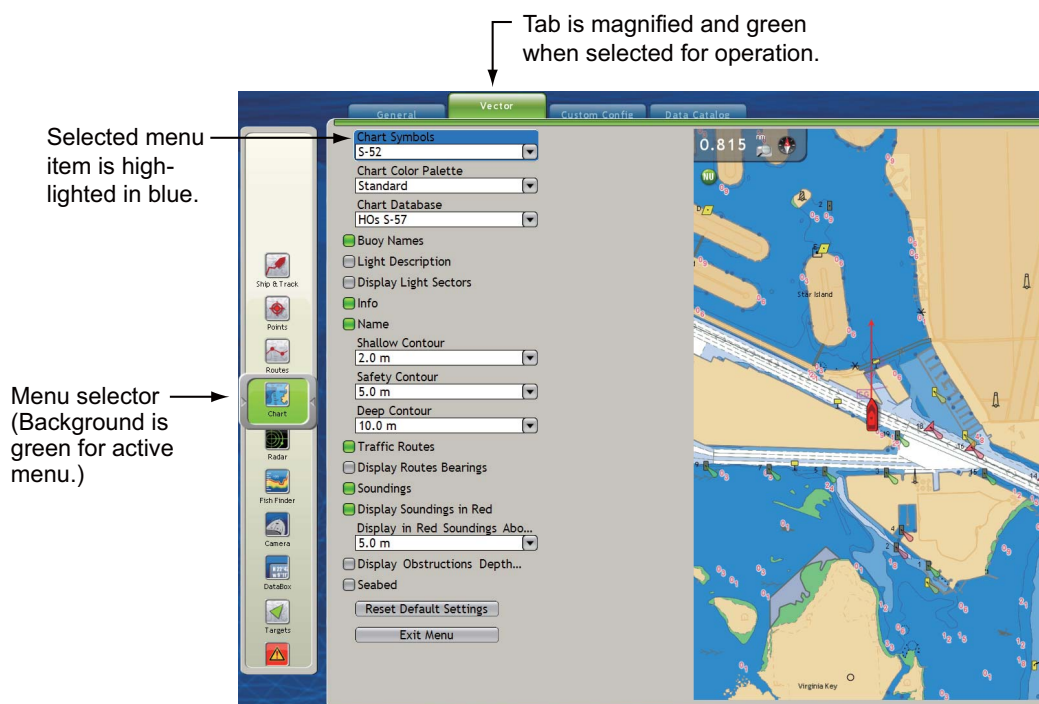 Tab is magnified and green
when selected for operation.
General
Vector
Custom Config
Data Catalog
Selected menu
item is high-
lighted in blue.
Chart Symbols
S-52
Chart Color Palette
Standard
Chart Database
HOs S-57
Buoy Names
Light Description
Display Light Sectors
Info
Name
Shallow Contour
2.0 m
Safety Contour
5.0 m
Deep Contour
10.0 m
Traffic Routes
Display Routes Bearings
Soundings
Display Soundings in Red
Display in Red Soundings Abo...
5.0 m
Display Obstructions Depth...
Seabed
Reset Default Settings
Exit Menu
Ship & Track
Points
Routes
Menu selector
(Background is
green for active
menu.)
Chart
Radar
Fish Finder
Camera
DataBox
Targets
0.815 nm
NU
Star Island
Virginia Key